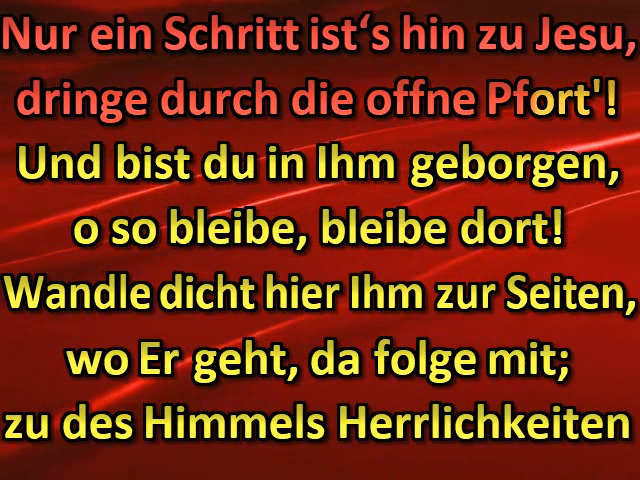 Nur ein Schritt ist‘s hin zu Jesu,
dringe durch die offne Pfort'!
Und bist du in Ihm geborgen,
o so bleibe, bleibe dort!
Wandle dicht hier Ihm zur Seiten,
wo Er geht, da folge mit;
zu des Himmels Herrlichkeiten